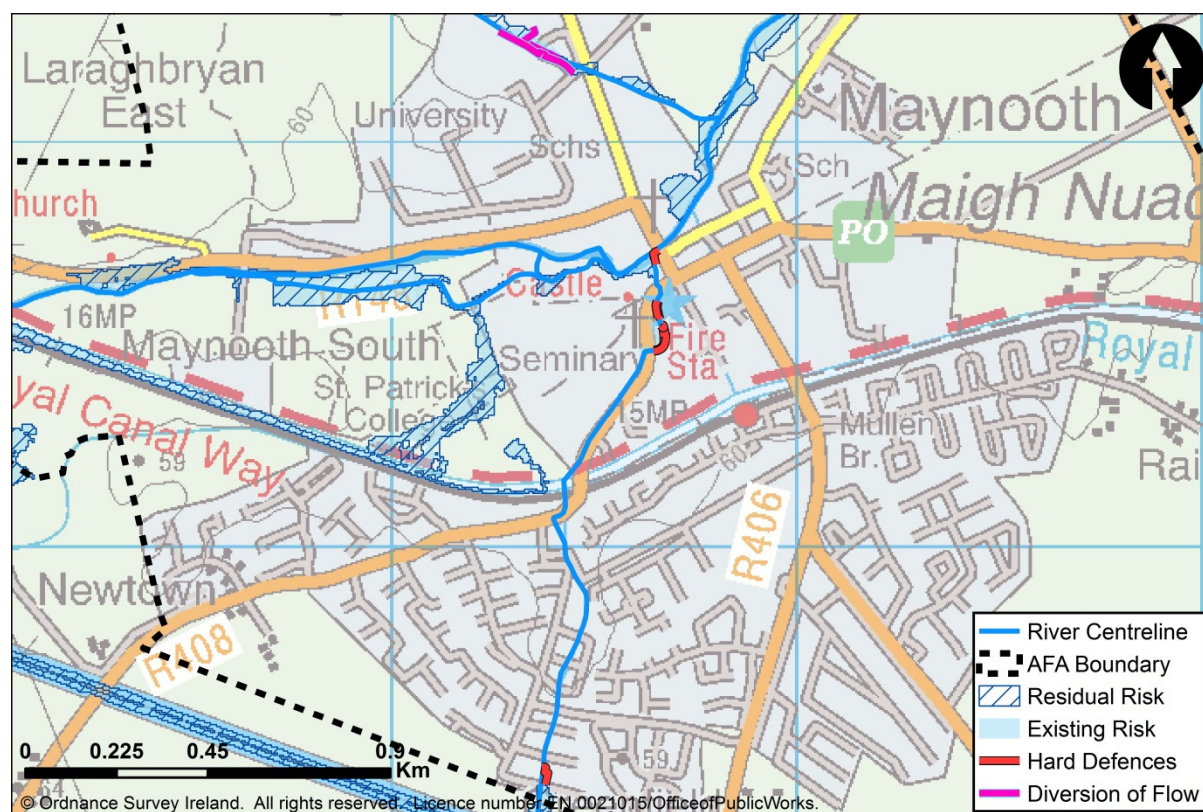 Laraghbryan
East
60
University
Schs
Maynooth
Sch
Maigh Nuad
hurch
PO
16MP
Castle
Maynooth South
Seminary
Fire
Sta
Royal
St. Patrick's
College
yal Canal Way
15MP
Mullen
Br.
Rai
59
60
R406
Newtown
R408
59
64
River Centreline
AFA Boundary
Residual Risk
Existing Risk
Hard Defences
Diversion of Flow
0 0.225 0.45 0.9
Km
© Ordnance Survey Ireland. All rights reserved. Licence number EN 0021015/OfficeofPublicWorks.